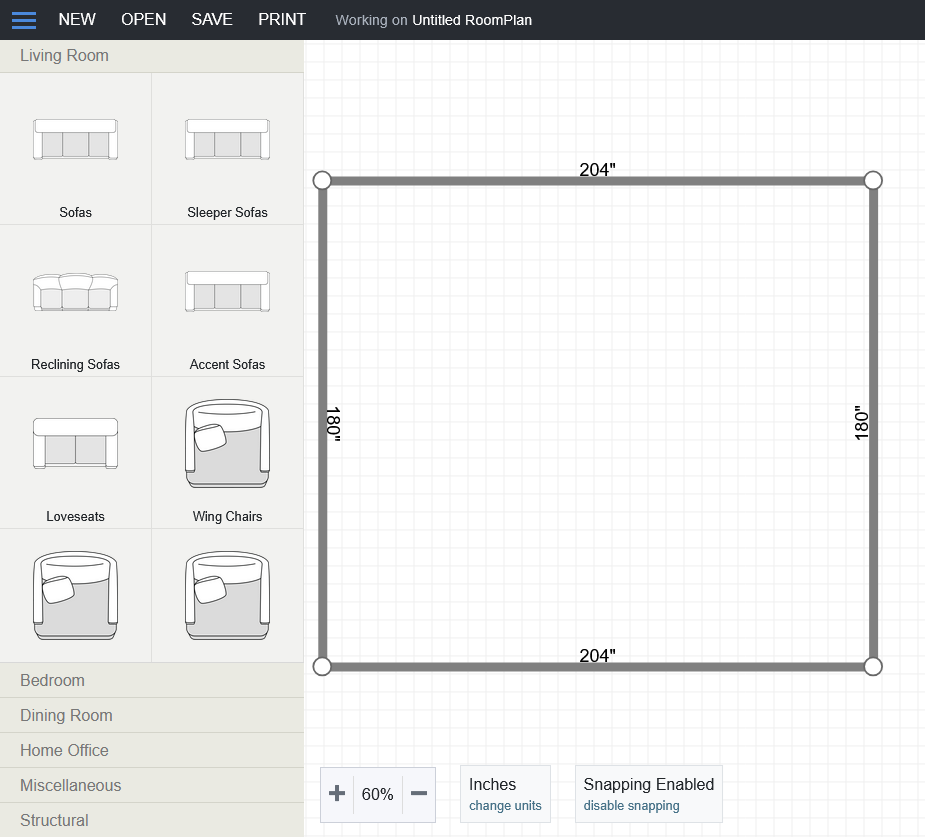 NEW OPEN SAVE PRINT Working on Untitled RoomPlan
Living Room
Sofas
Sleeper Sofas
Reclining Sofas
Accent Sofas
Loveseats
Wing Chairs
Bedroom
Dining Room
Home Office
Miscellaneous
Structural
204"
180"
180"
204"
60%
Inches
change units
Snapping Enabled
disable snapping